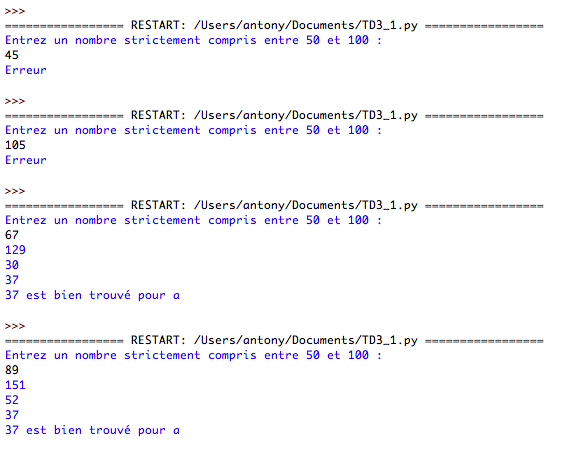 >>>
================= RESTART: /Users/antony/Documents/TD3_1.py =================
Entrez un nombre strictement compris entre 50 et 100 :
45
Erreur
>>>
================= RESTART: /Users/antony/Documents/TD3_1.py =================
Entrez un nombre strictement compris entre 50 et 100 :
105
Erreur
>>>
================= RESTART: /Users/antony/Documents/TD3_1.py =================
Entrez un nombre strictement compris entre 50 et 100 :
67
129
30
37
37 est bien trouvé pour a
>>>
================= RESTART: /Users/antony/Documents/TD3_1.py =================
Entrez un nombre strictement compris entre 50 et 100 :
89
151
52
37
37 est bien trouvé pour a